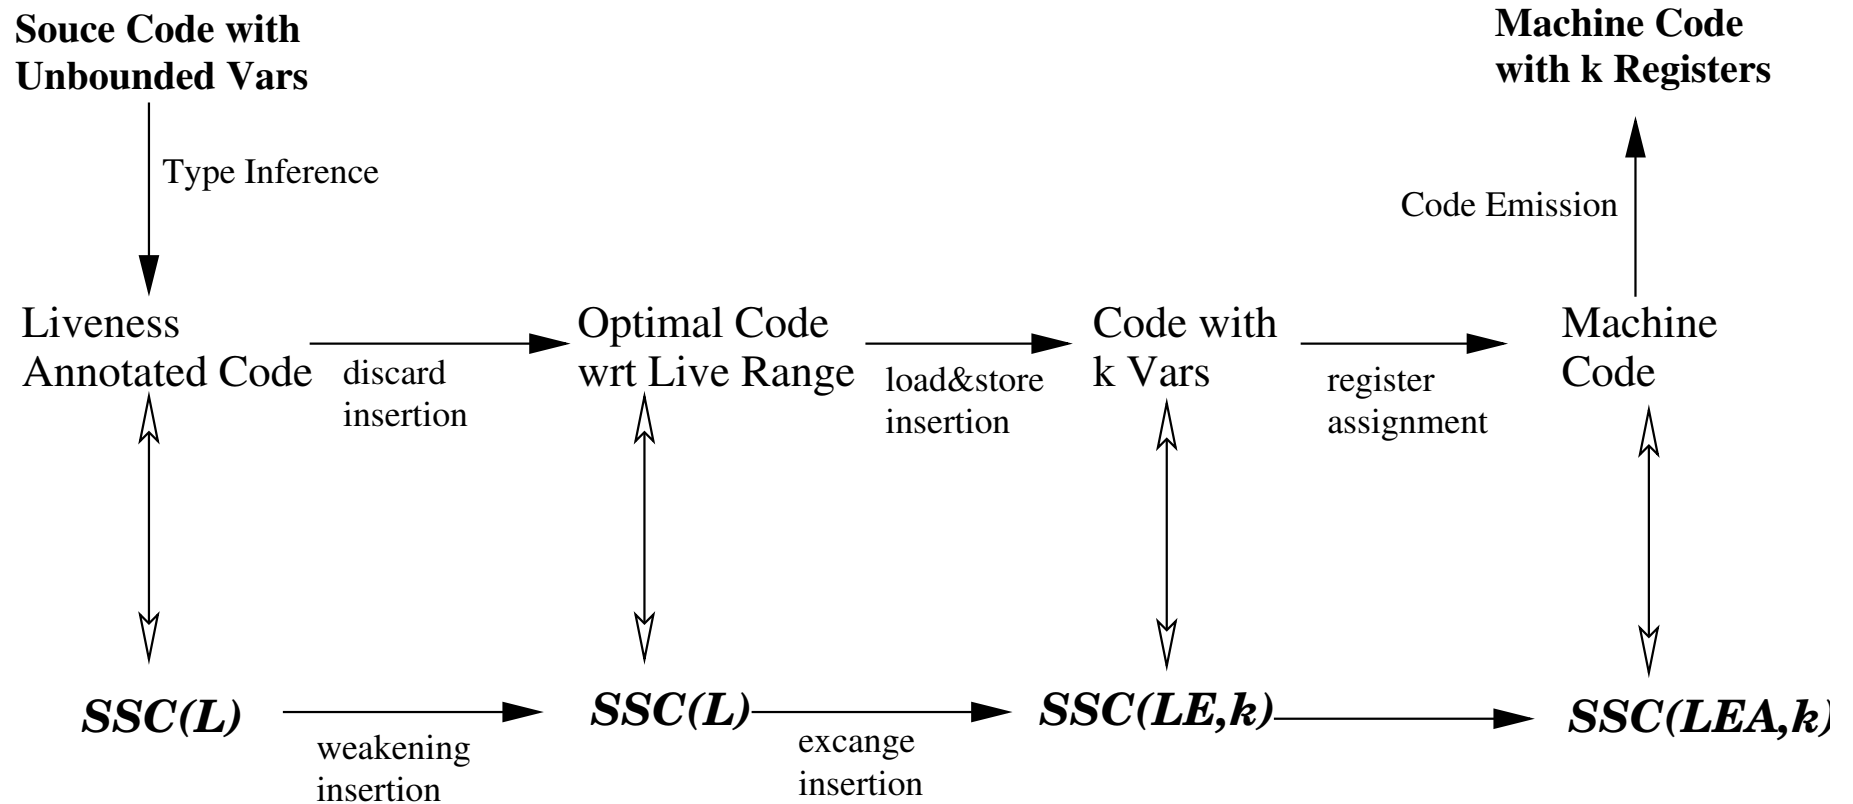 Souce Code with
Unbounded Vars
Machine Code
with k Registers
Type Inference
Code Emission
Liveness
Annotated Code
discard
insertion
Optimal Code
wrt Live Range
load&store
insertion
Code with
k Vars
register
assignment
Machine
Code
SSC(L)
weakening
insertion
SSC(L)
excange
insertion
SSC(LE,k)
SSC(LEA,k)